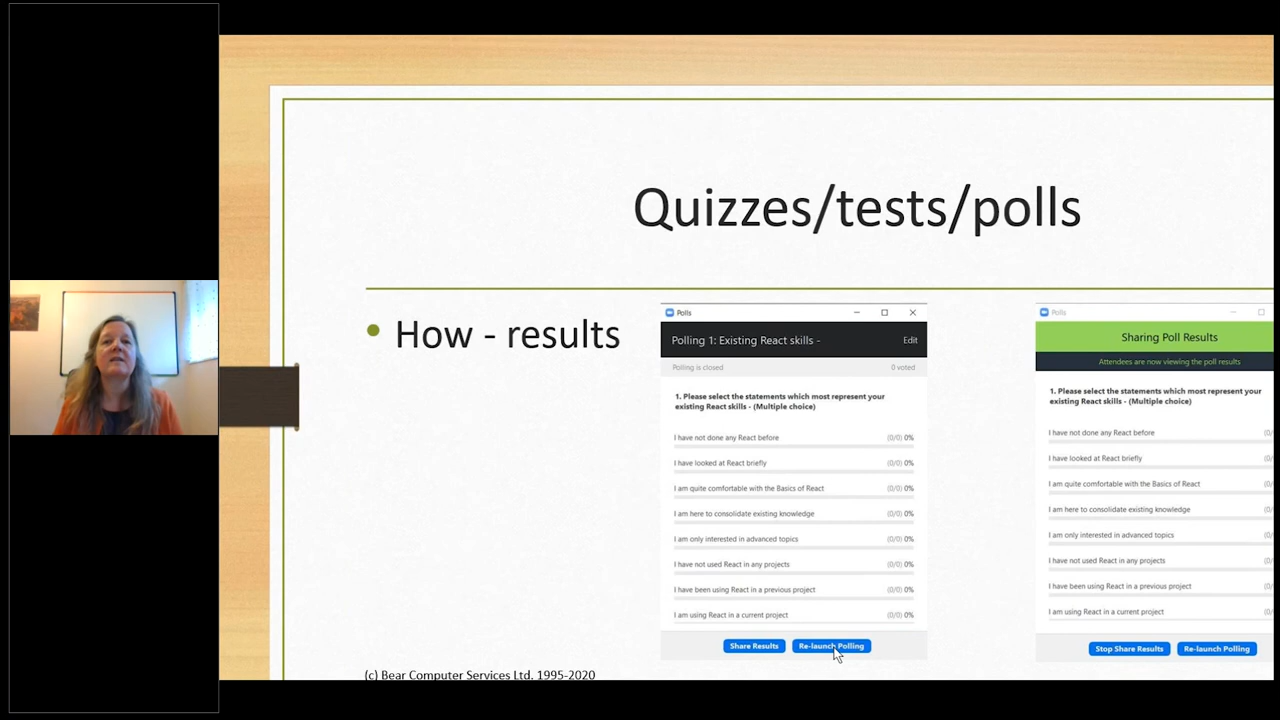 Quizzes/tests/polls
How - results
Polls
Polling 1: Existing React skills -
Edit
Polling is closed
0 voted
1. Please select the statements which most represent your
existing React skills - (Multiple choice)
I have not done any React before (0/0) 0%
I have looked at React briefly (0/0) 0%
I am quite comfortable with the Basics of React (0/0) 0%
I am here to consolidate existing knowledge (0/0) 0%
I am only interested in advanced topics (0/0) 0%
I have not used React in any projects (0/0) 0%
I have been using React in a previous project (0/0) 0%
I am using React in a current project (0/0) 0%
Share Results
Re-launch Polling
Polls
Sharing Poll Results
Attendees are now viewing the poll results
1. Please select the statements which most represent your
existing React skills - (Multiple choice)
I have not done any React before (0/
I have looked at React briefly (0/
I am quite comfortable with the Basics of React (0/
I am here to consolidate existing knowledge (0/
I am only interested in advanced topics (0/
I have not used React in any projects (0/
I have been using React in a previous project (0/
I am using React in a current project (0/
Stop Share Results
Re-launch Polling
(c) Bear Computer Services Ltd. 1995-2020